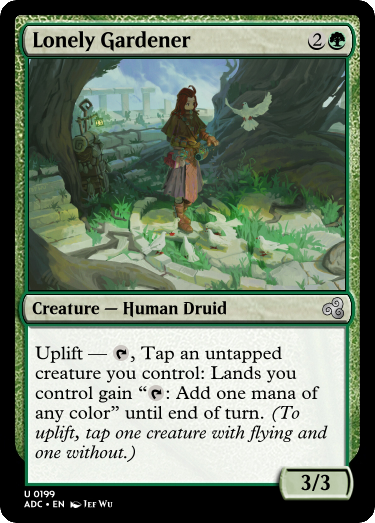 Lonely Gardener 2
Creature — Human Druid
Uplift — , Tap an untapped
creature you control: Lands you
control gain “: Add one mana of
any color” until end of turn. (To
uplift, tap one creature with flying and
one without.)
3/3
U 0199
ADC • EN Jef Wu